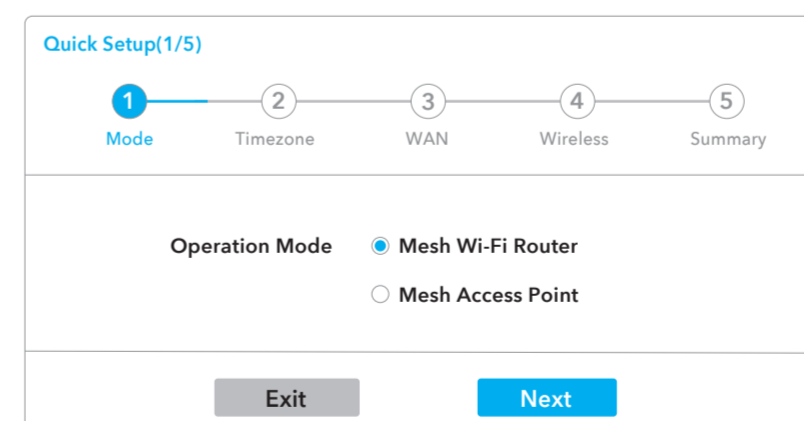 Quick Setup(1/5)
1 2 3 4 5
Mode Timezone WAN Wireless Summary
Operation Mode Mesh Wi-Fi Router
Mesh Access Point
Exit Next